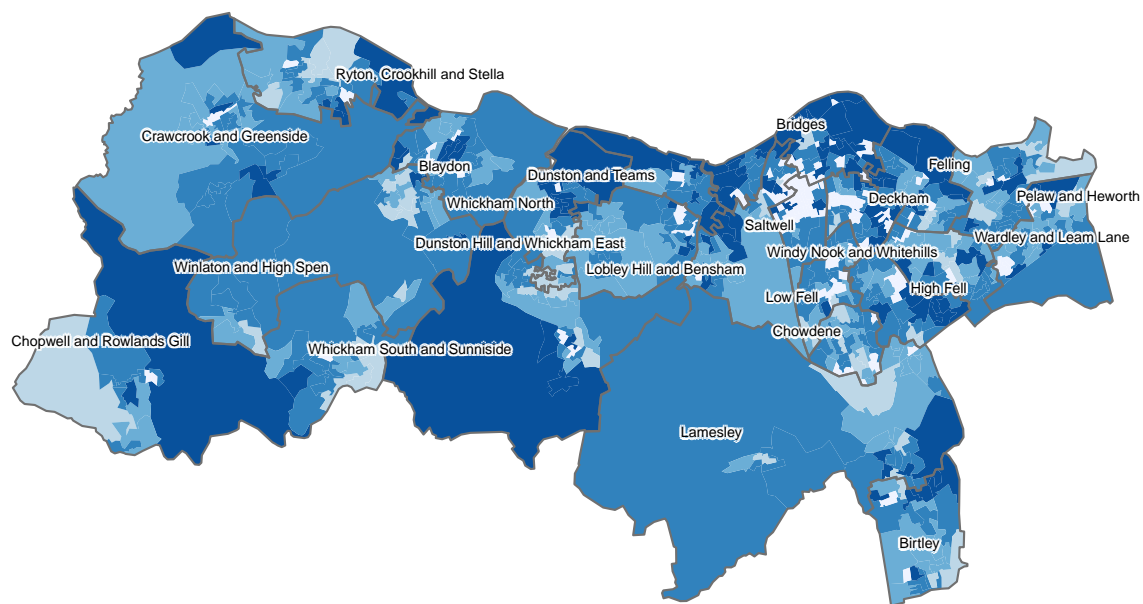 Ryton, Crookhill and Stella
Bridges
Crawcrook and Greenside
Blaydon
Felling
Dunston and Teams
Pelaw and Heworth
Deckham
Whickham North
Saltwell
Wardley and Leam Lane
Dunston Hill and Whickham East
Windy Nook and Whitehills
Winlaton and High Spen
Lobley Hill and Bensham
High Fell
Low Fell
Chowdene
Chopwell and Rowlands Gill
Whickham South and Sunniside
Lamesley
Birtley